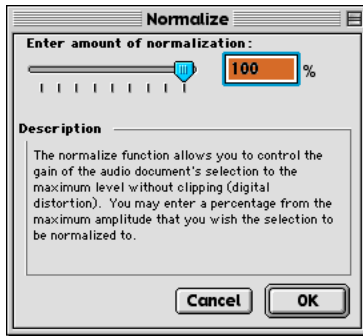 Normalize
Enter amount of normalization:
100 %
Description
The normalize function allows you to control the
gain of the audio document's selection to the
maximum level without clipping (digital
distortion). You may enter a percentage from the
maximum amplitude that you wish the selection to
be normalized to.
Cancel OK